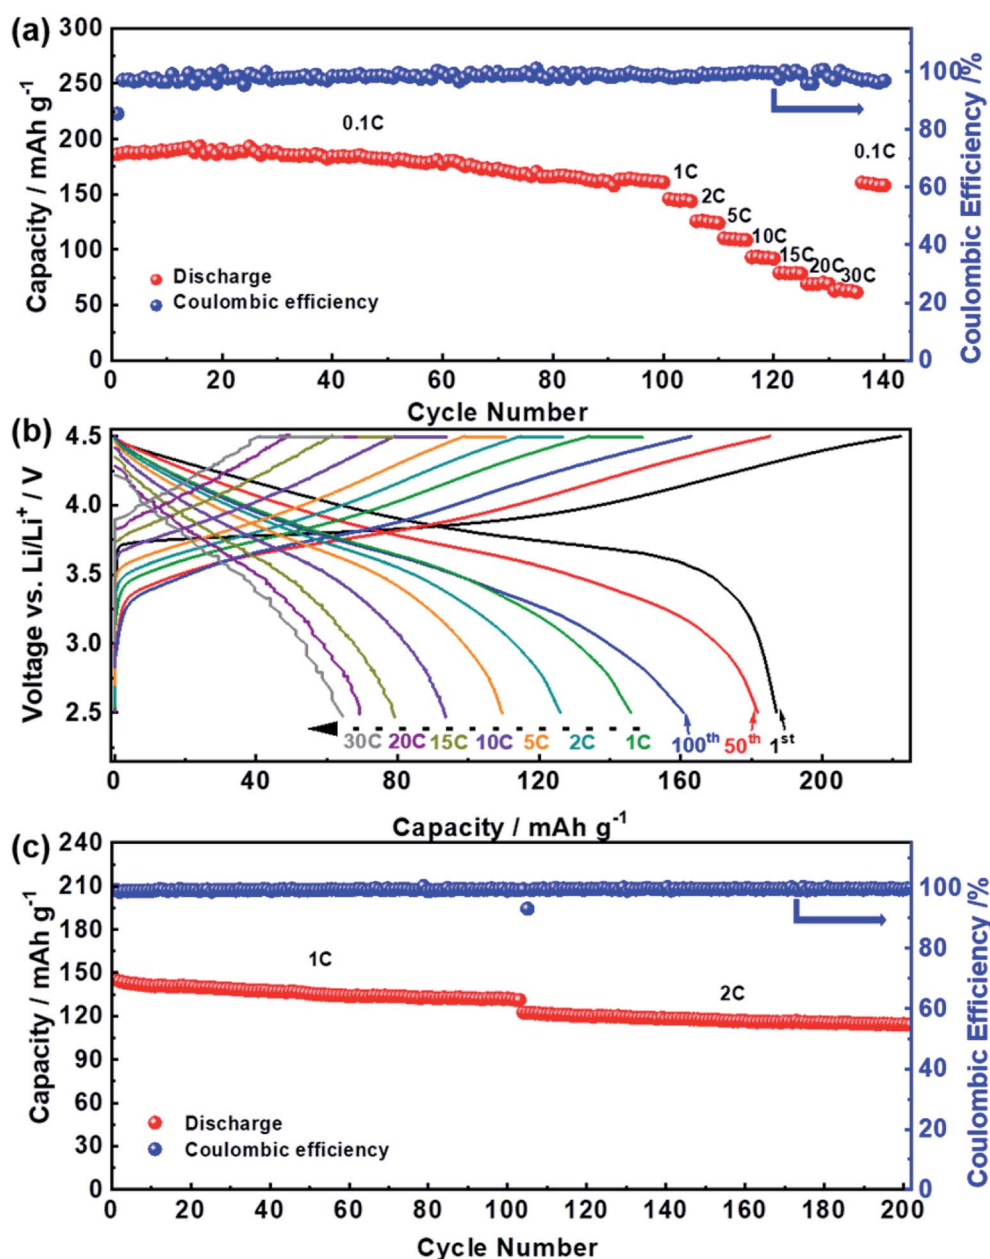 (a)
300
250
200
150
100
50
0
Capacity / mAh g⁻¹
0.1C
1C
2C
5C
10C
15C
20C
30C
0.1C
Discharge
Coulombic efficiency
100
80
60
40
20
0
Coulombic Efficiency /%
0 20 40 60 80 100 120 140
Cycle Number
(b)
4.5
4.0
3.5
3.0
2.5
Voltage vs. Li/Li⁺ / V
30C 20C 15C 10C 5C 2C 1C 100ᵗʰ 50ᵗʰ 1ˢᵗ
0 40 80 120 160 200
Capacity / mAh g⁻¹
(c)
240
210
180
150
120
90
60
30
0
Capacity / mAh g⁻¹
1C
2C
Discharge
Coulombic efficiency
100
80
60
40
20
0
Coulombic Efficiency /%
0 20 40 60 80 100 120 140 160 180 200
Cycle Number